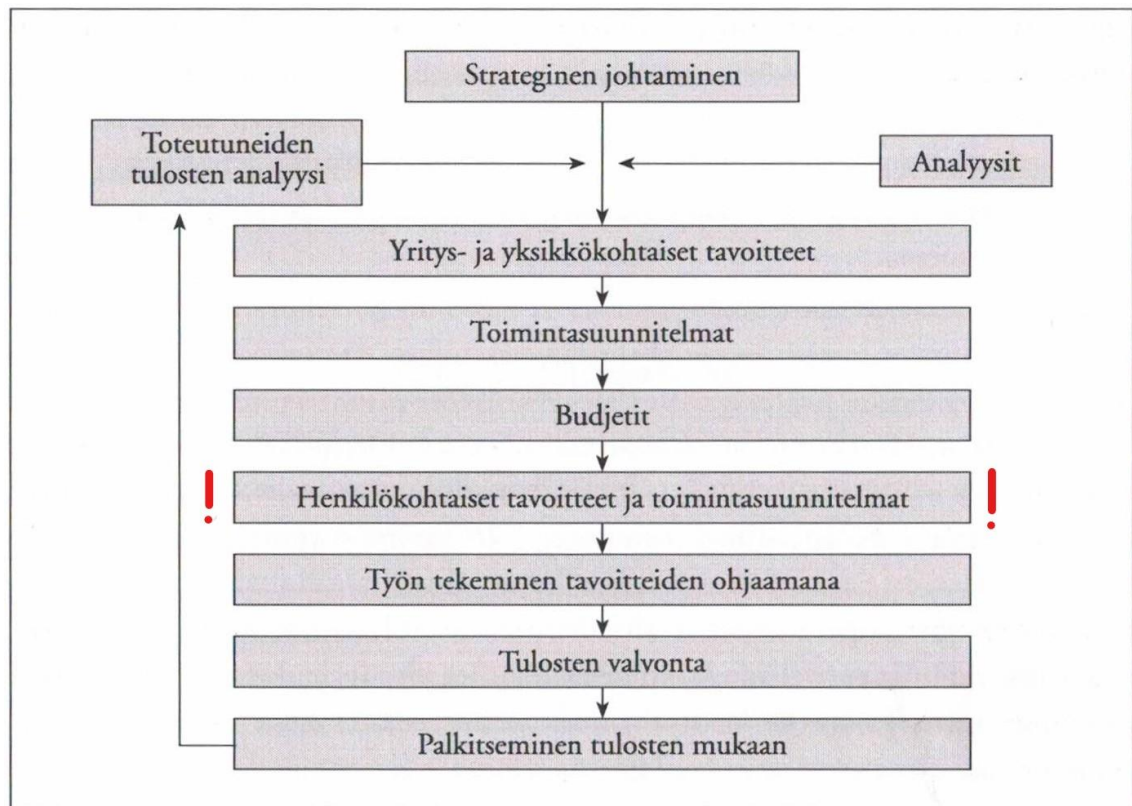 Strateginen johtaminen
Toteutuneiden
tulosten analyysi
Analyysit
Yritys- ja yksikkökohtaiset tavoitteet
Toimintasuunnitelmat
Budjetit
! Henkilökohtaiset tavoitteet ja toimintasuunnitelmat !
Työn tekeminen tavoitteiden ohjaamana
Tulosten valvonta
Palkitseminen tulosten mukaan